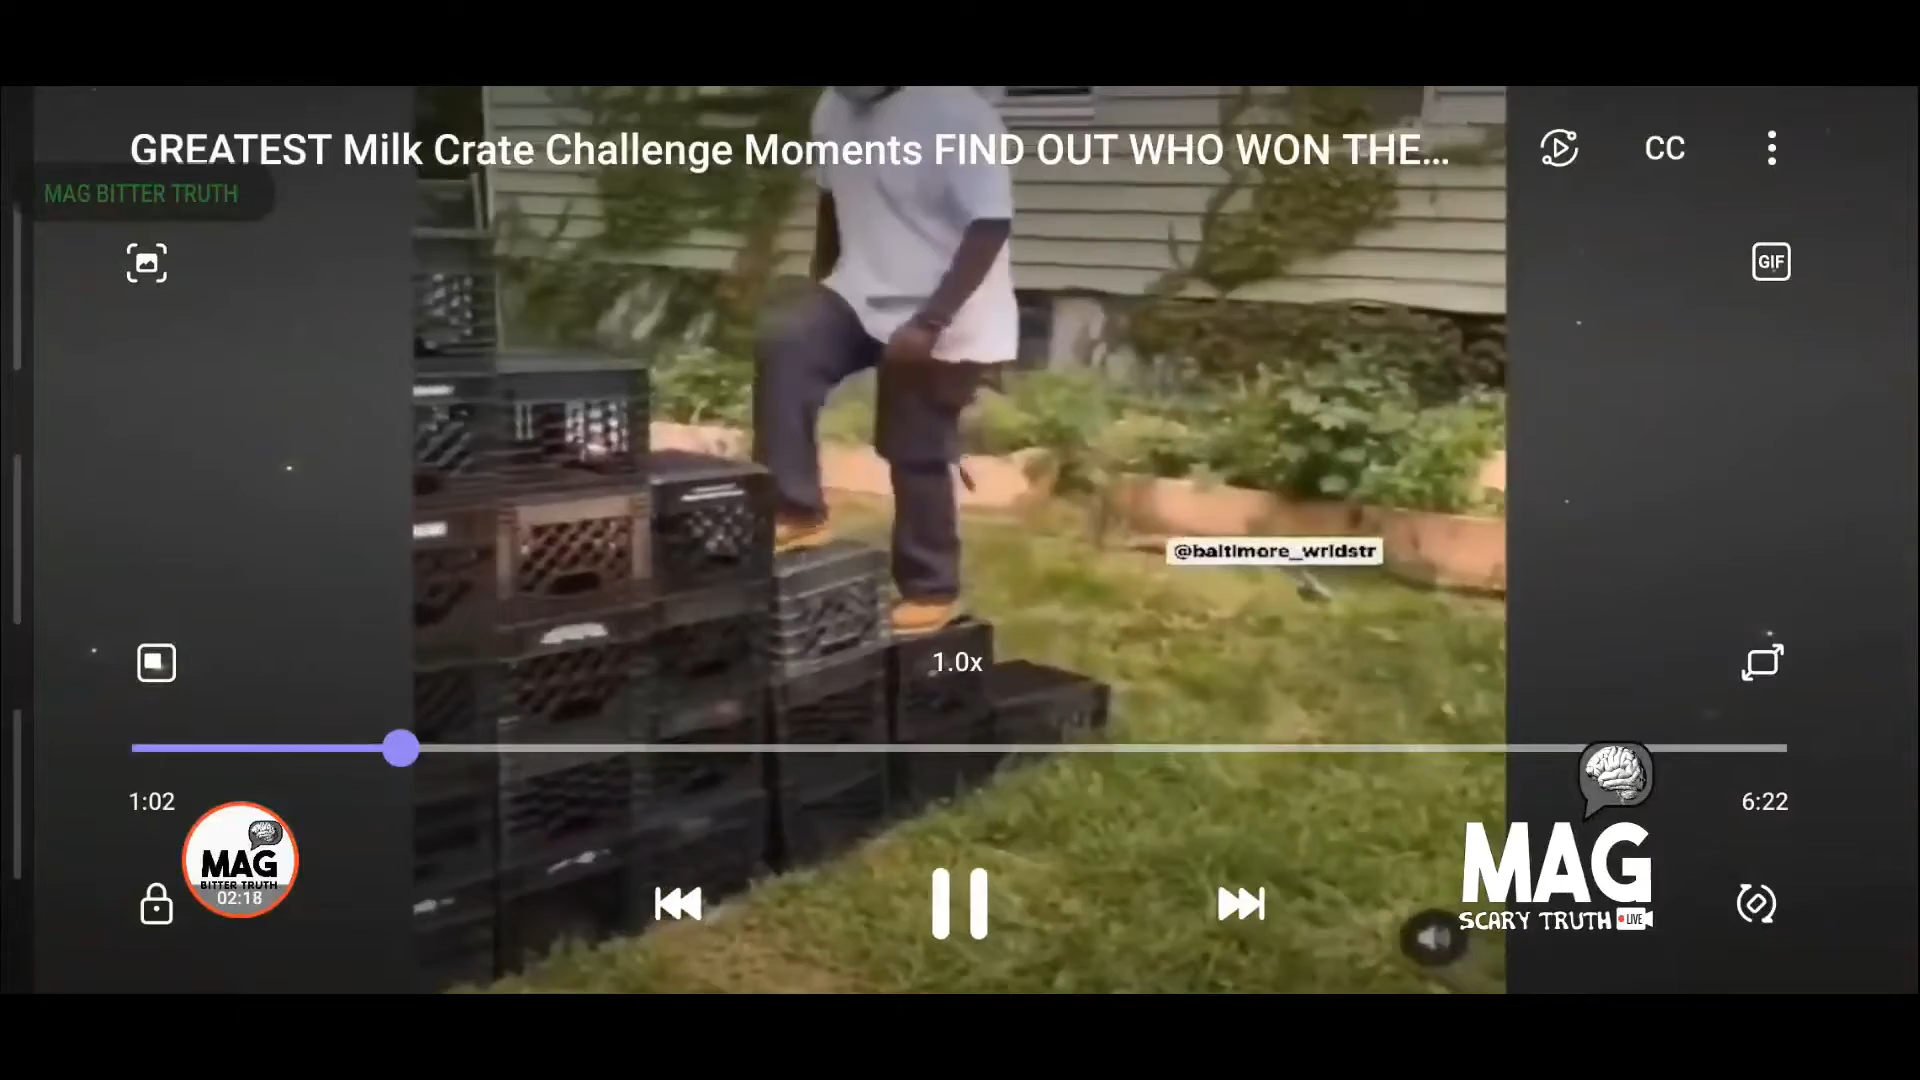 GREATEST Milk Crate Challenge Moments FIND OUT WHO WON THE...
CC
MAG BITTER TRUTH
GIF
@baltimore_wrldstr
1.0x
1:02
6:22
MAG
BITTER TRUTH
02:18
MAG
SCARY TRUTH LIVE